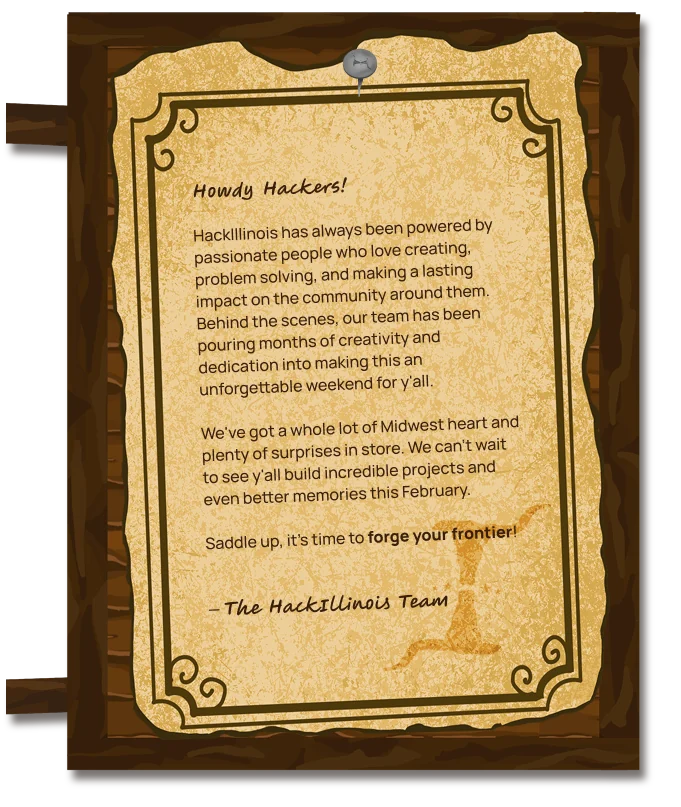 Howdy Hackers!
HackIllinois has always been powered by
passionate people who love creating,
problem solving, and making a lasting
impact on the community around them.
Behind the scenes, our team has been
pouring months of creativity and
dedication into making this an
unforgettable weekend for y'all.
We've got a whole lot of Midwest heart and
plenty of surprises in store. We can't wait
to see y'all build incredible projects and
even better memories this February.
Saddle up, it's time to forge your frontier!
– The HackIllinois Team